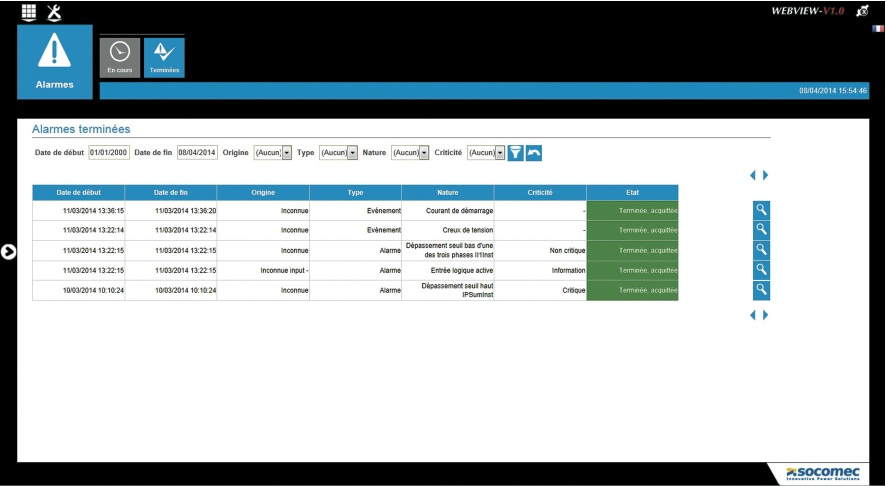 WEBVIEW-V1.0
En cours
Terminées
Alarmes
08/04/2014 15:54:46
Alarmes terminées
Date de début 01/01/2000 Date de fin 08/04/2014 Origine (Aucun) Type (Aucun) Nature (Aucun) Criticité (Aucun)
Date de début Date de fin Origine Type Nature Criticité Etat
11/03/2014 13:36:15 11/03/2014 13:36:20 Inconnue Evénement Courant de démarrage - Terminée, acquittée
11/03/2014 13:22:14 11/03/2014 13:22:14 Inconnue Evénement Creux de tension - Terminée, acquittée
11/03/2014 13:22:15 11/03/2014 13:22:15 Inconnue Alarme Dépassement seuil bas d'une Non critique Terminée, acquittée
des trois phases I1Inst
11/03/2014 13:22:15 11/03/2014 13:22:15 Inconnue input - Alarme Entrée logique active Information Terminée, acquittée
10/03/2014 10:10:24 10/03/2014 10:10:24 Inconnue Alarme Dépassement seuil haut Critique Terminée, acquittée
IPSumInst
socomec
Innovative Power Solutions